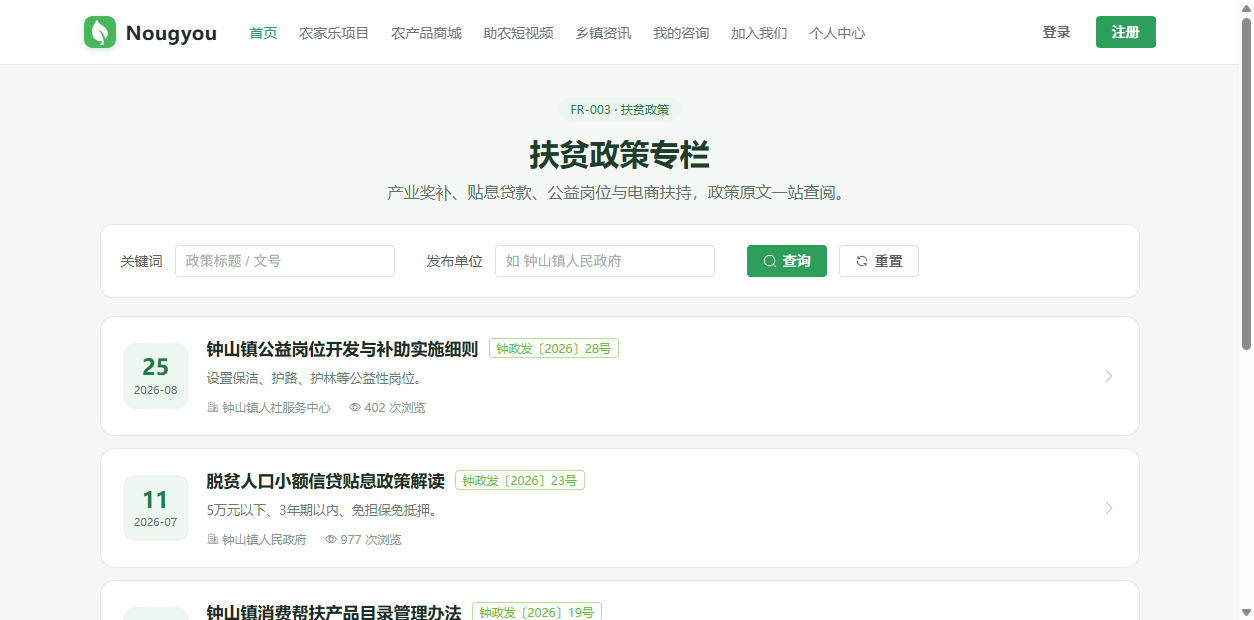 Nougyou 首页 农家乐项目 农产品商城 助农短视频 乡镇资讯 我的咨询 加入我们 个人中心 登录 注册
FR-003 · 扶贫政策
扶贫政策专栏
产业奖补、贴息贷款、公益岗位与电商扶持，政策原文一站查阅。
关键词 政策标题 / 文号 发布单位 如 钟山镇人民政府 查询 重置
25
2026-08
钟山镇公益岗位开发与补助实施细则 钟政发〔2026〕28号
设置保洁、护路、护林等公益性岗位。
钟山镇人社服务中心 402 次浏览
11
2026-07
脱贫人口小额信贷贴息政策解读 钟政发〔2026〕23号
5万元以下、3年期以内、免担保免抵押。
钟山镇人民政府 977 次浏览
钟山镇消费帮扶产品目录管理办法 钟政发〔2026〕19号